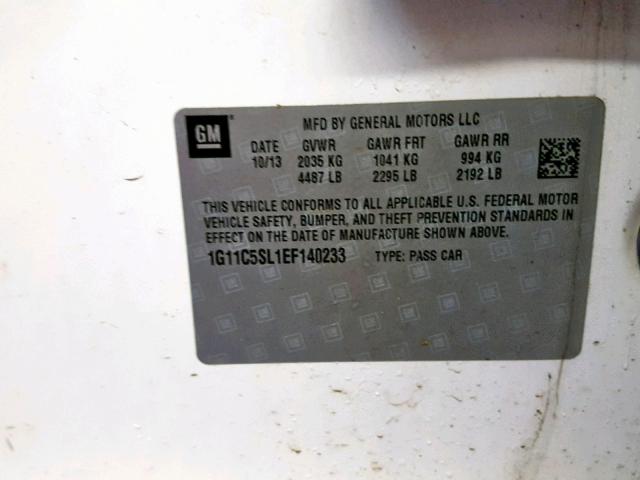 GM
MFD BY GENERAL MOTORS LLC
DATE GVWR GAWR FRT GAWR RR
10/13 2035 KG 1041 KG 994 KG
4487 LB 2295 LB 2192 LB
THIS VEHICLE CONFORMS TO ALL APPLICABLE U.S. FEDERAL MOTOR
VEHICLE SAFETY, BUMPER, AND THEFT PREVENTION STANDARDS IN
EFFECT ON THE DATE OF MANUFACTURE SHOWN ABOVE.
1G11C5SL1EF140233 TYPE: PASS CAR